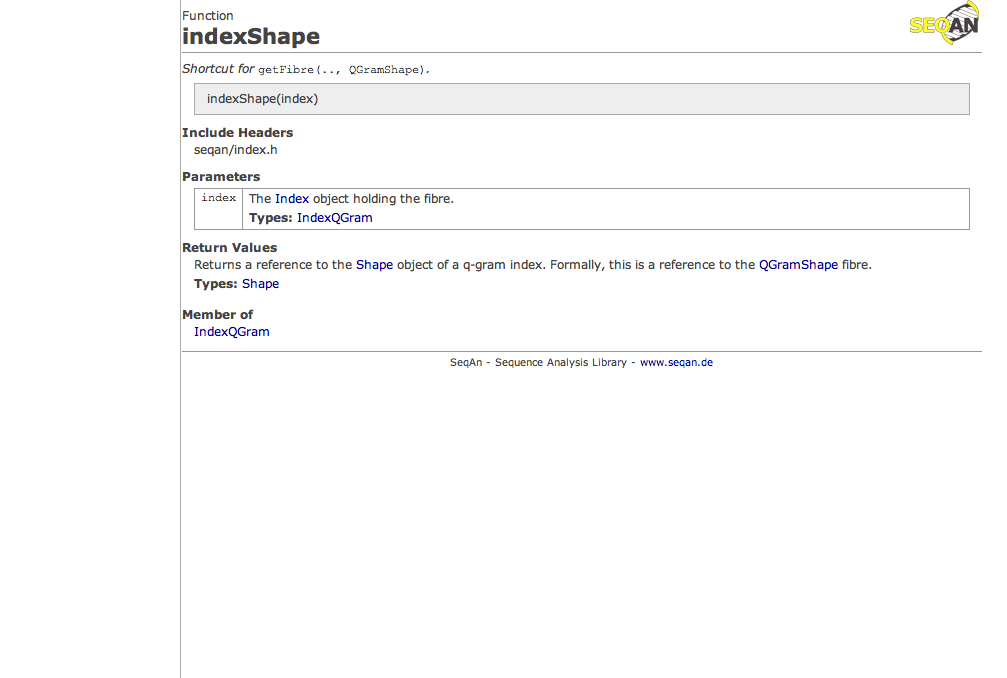 Function
SEQAN
indexShape
Shortcut for getFibre(.., QGramShape).
indexShape(index)
Include Headers
seqan/index.h
Parameters
index The Index object holding the fibre.
Types: IndexQGram
Return Values
Returns a reference to the Shape object of a q-gram index. Formally, this is a reference to the QGramShape fibre.
Types: Shape
Member of
IndexQGram
SeqAn - Sequence Analysis Library - www.seqan.de